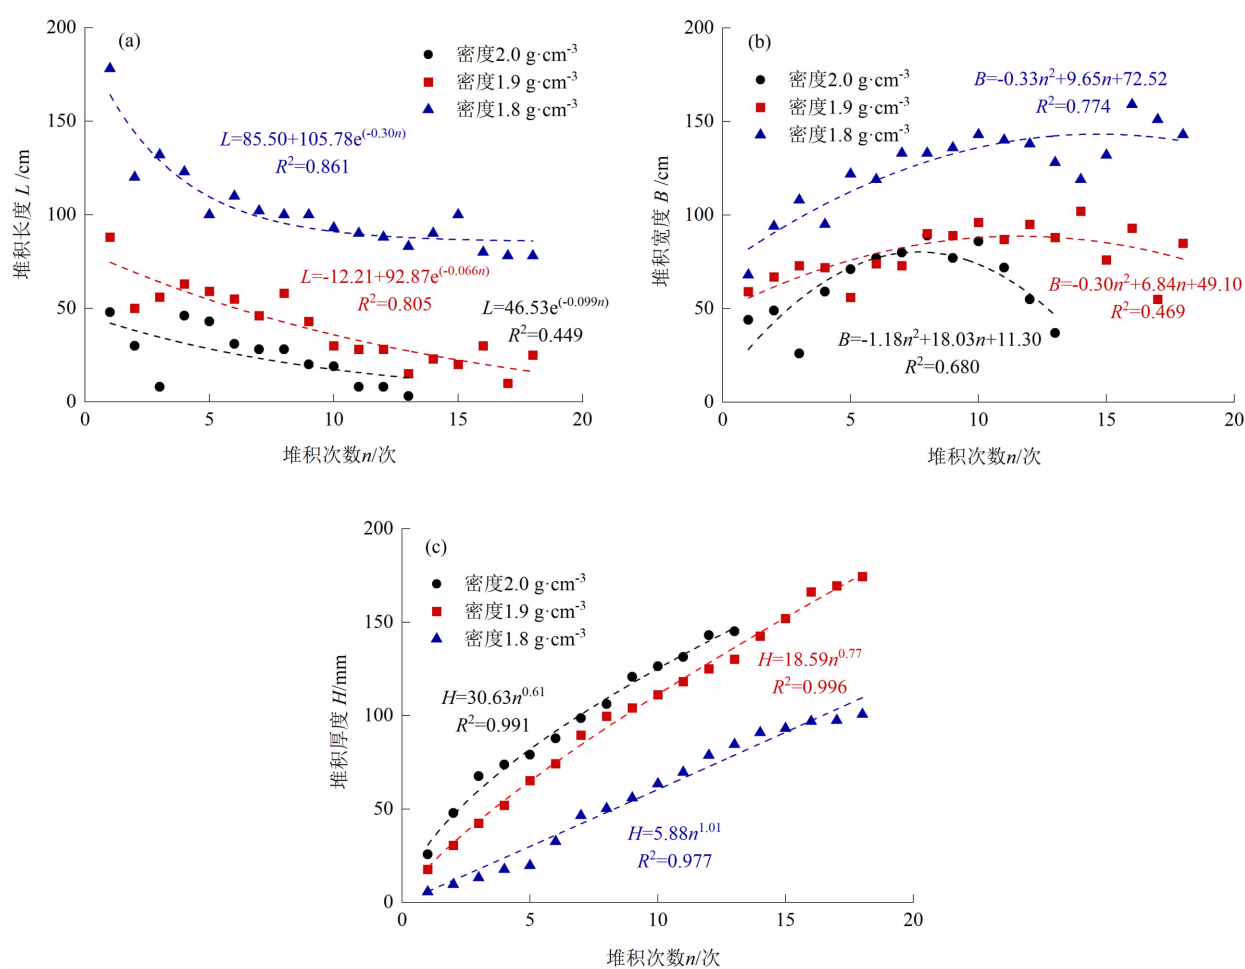 (a)
密度2.0 g·cm-3
密度1.9 g·cm-3
密度1.8 g·cm-3
L=85.50+105.78e(-0.30n)
R2=0.861
L=-12.21+92.87e(-0.066n)
R2=0.805
L=46.53e(-0.099n)
R2=0.449
200
150
100
50
0
堆积长度 L /cm
0
5
10
15
20
堆积次数n/次
(b)
密度2.0 g·cm-3
密度1.9 g·cm-3
密度1.8 g·cm-3
B=-0.33n2+9.65n+72.52
R2=0.774
B=-0.30n2+6.84n+49.10
R2=0.469
B=-1.18n2+18.03n+11.30
R2=0.680
200
150
100
50
0
堆积宽度 B /cm
0
5
10
15
20
堆积次数n/次
(c)
密度2.0 g·cm-3
密度1.9 g·cm-3
密度1.8 g·cm-3
H=30.63n0.61
R2=0.991
H=18.59n0.77
R2=0.996
H=5.88n1.01
R2=0.977
200
150
100
50
0
堆积厚度 H/mm
0
5
10
15
20
堆积次数n/次